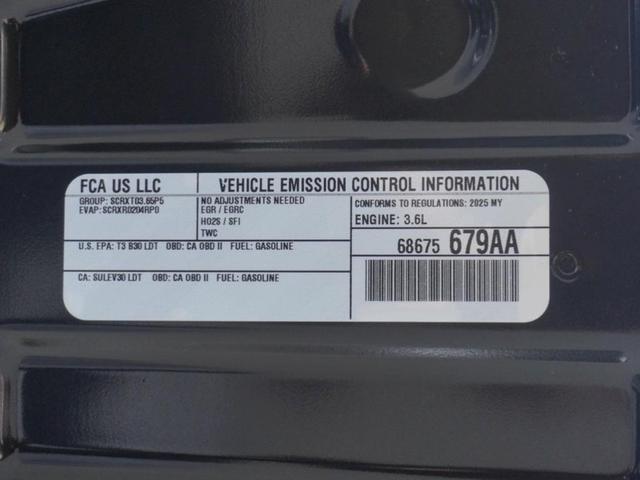 FCA US LLC
VEHICLE EMISSION CONTROL INFORMATION
GROUP: SCRXT03.65P5
EVAP: SCRXR0204RP0
NO ADJUSTMENTS NEEDED
EGR / EGRC
HO2S / SFI
TWC
CONFORMS TO REGULATIONS: 2025 MY
ENGINE: 3.6L
U.S. EPA: T3 B30 LDT OBD: CA OBD II FUEL: GASOLINE
68675 679AA
CA: SULEV30 LDT OBD: CA OBD II FUEL: GASOLINE